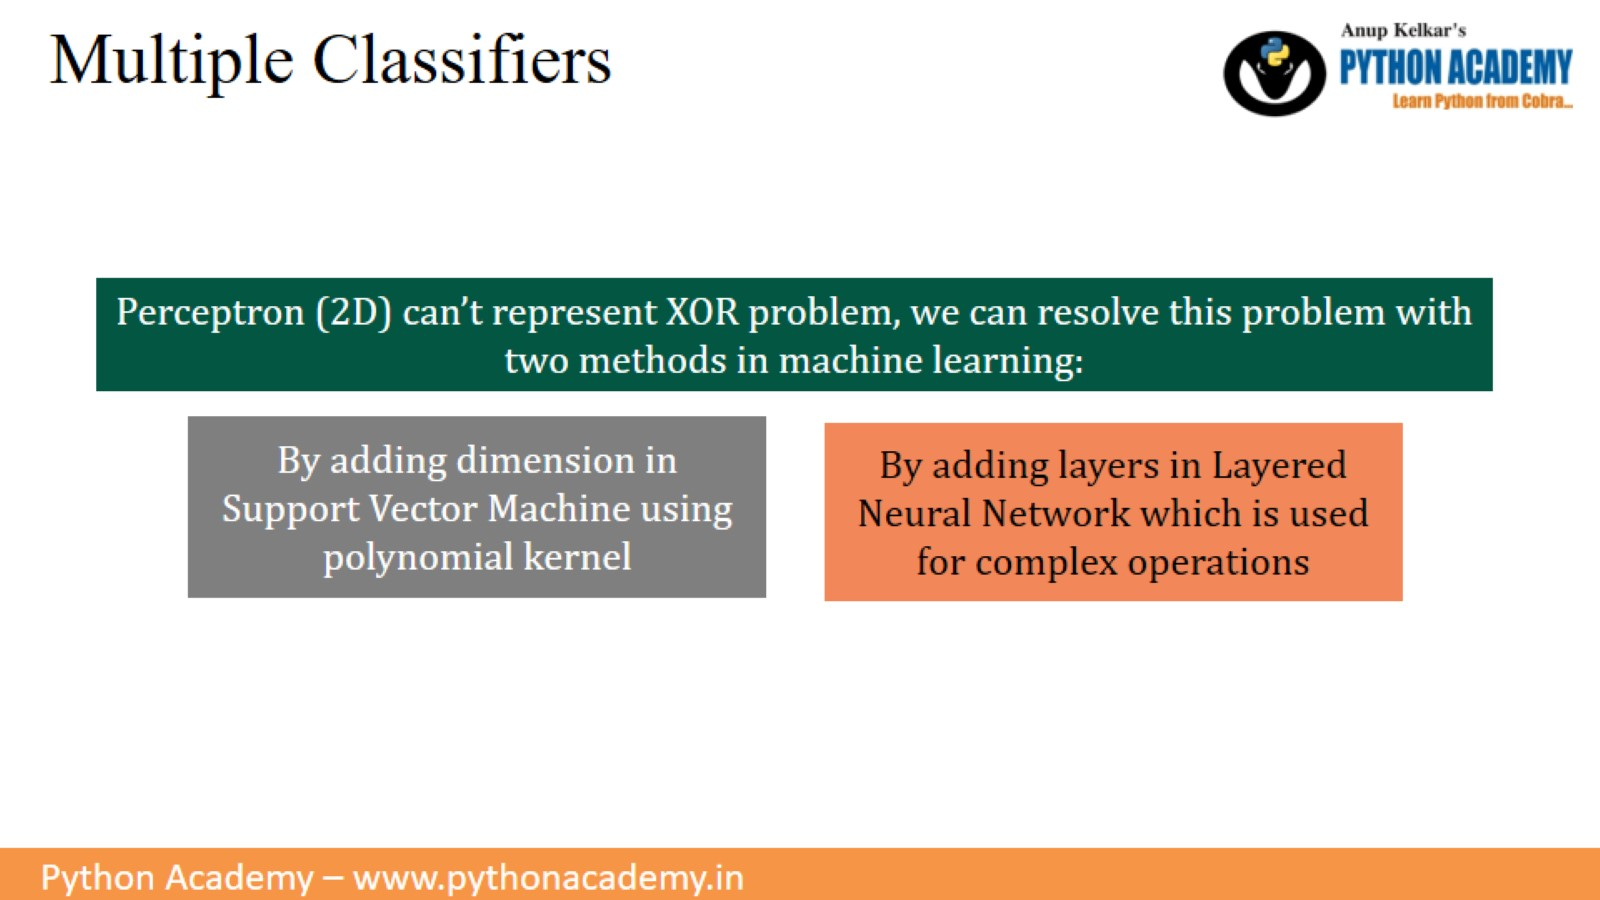 Multiple Classifiers
Anup Kelkar's
PYTHON ACADEMY
Learn Python from Cobra...
Perceptron (2D) can’t represent XOR problem, we can resolve this problem with
two methods in machine learning:
By adding dimension in
Support Vector Machine using
polynomial kernel
By adding layers in Layered
Neural Network which is used
for complex operations
Python Academy – www.pythonacademy.in